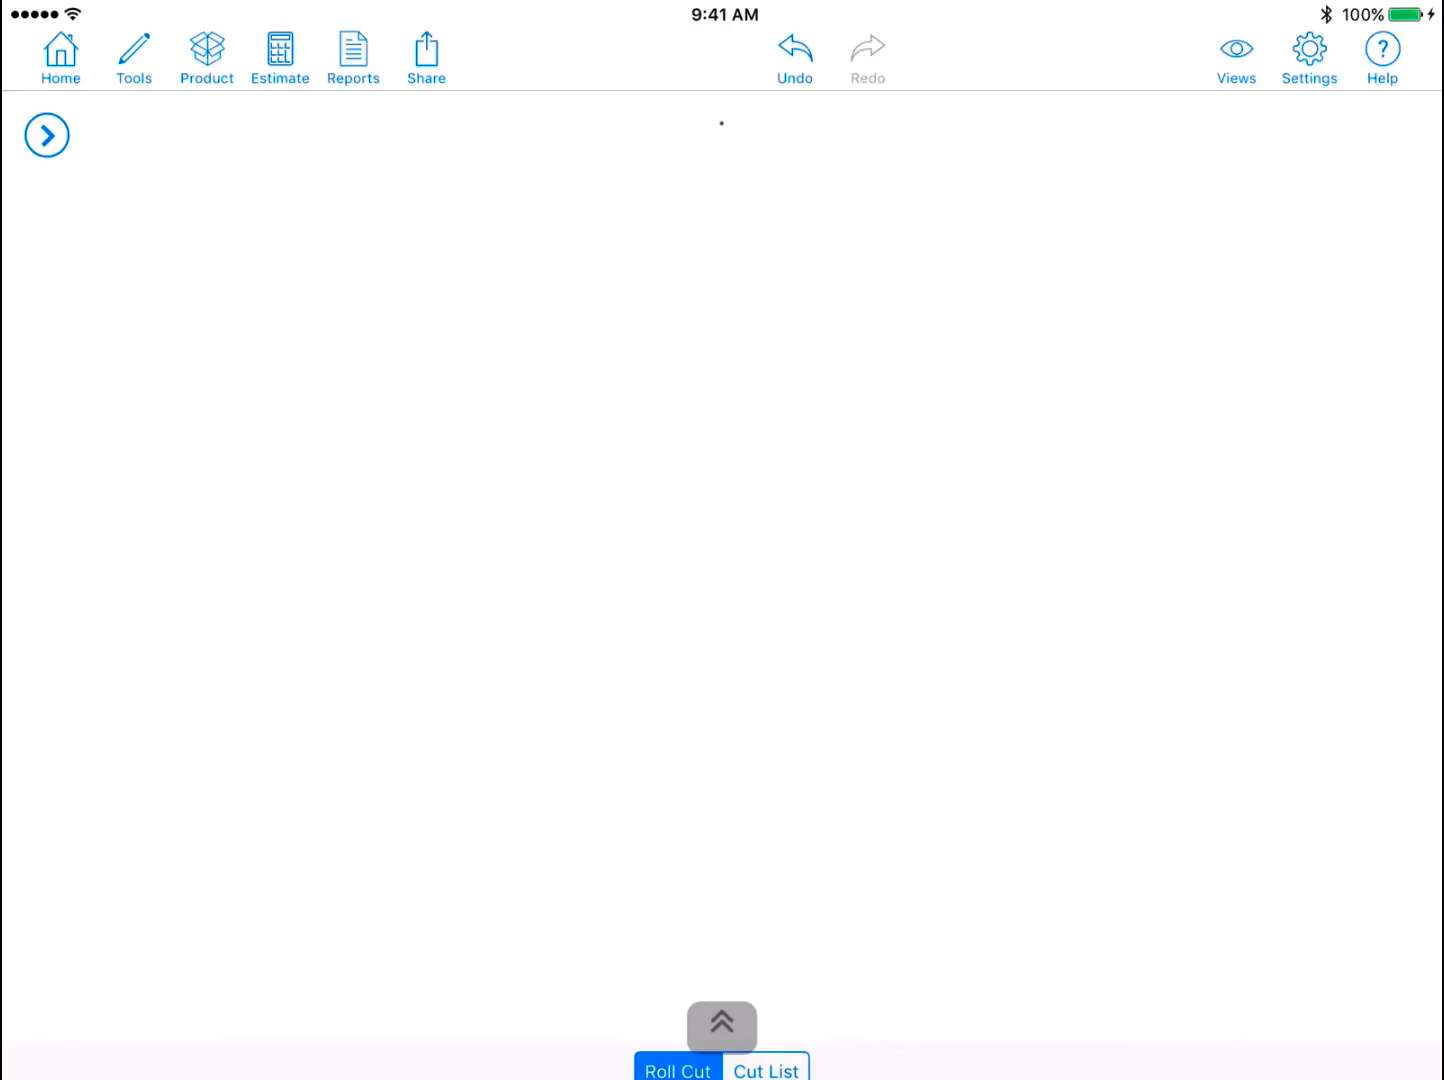 9:41 AM
100%
Home Tools Product Estimate Reports Share Undo Redo Views Settings ? Help
Roll Cut Cut List